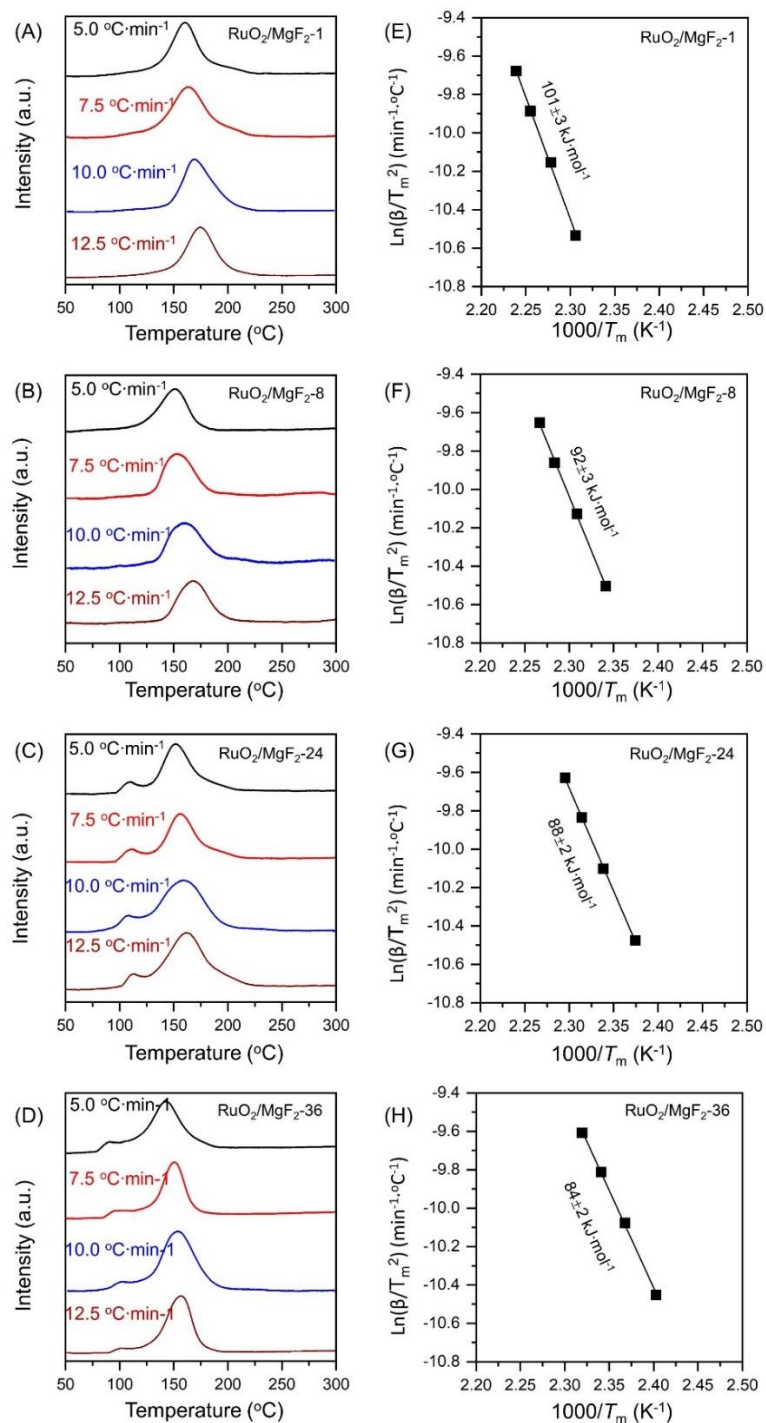 (A)
5.0 °C·min⁻¹
RuO₂/MgF₂-1
7.5 °C·min⁻¹
10.0 °C·min⁻¹
12.5 °C·min⁻¹
Intensity (a.u.)
50 100 150 200 250 300
Temperature (°C)
(E)
RuO₂/MgF₂-1
-9.4
-9.6
-9.8
-10.0
-10.2
-10.4
-10.6
-10.8
101±3 kJ·mol⁻¹
Ln(β/Tₘ²) (min⁻¹·°C⁻¹)
2.20 2.25 2.30 2.35 2.40 2.45 2.50
1000/Tₘ (K⁻¹)
(B)
5.0 °C·min⁻¹
RuO₂/MgF₂-8
7.5 °C·min⁻¹
10.0 °C·min⁻¹
12.5 °C·min⁻¹
Intensity (a.u.)
50 100 150 200 250 300
Temperature (°C)
(F)
RuO₂/MgF₂-8
-9.4
-9.6
-9.8
-10.0
-10.2
-10.4
-10.6
-10.8
92±3 kJ·mol⁻¹
Ln(β/Tₘ²) (min⁻¹·°C⁻¹)
2.20 2.25 2.30 2.35 2.40 2.45 2.50
1000/Tₘ (K⁻¹)
(C)
5.0 °C·min⁻¹
RuO₂/MgF₂-24
7.5 °C·min⁻¹
10.0 °C·min⁻¹
12.5 °C·min⁻¹
Intensity (a.u.)
50 100 150 200 250 300
Temperature (°C)
(G)
RuO₂/MgF₂-24
-9.4
-9.6
-9.8
-10.0
-10.2
-10.4
-10.6
-10.8
88±2 kJ·mol⁻¹
Ln(β/Tₘ²) (min⁻¹·°C⁻¹)
2.20 2.25 2.30 2.35 2.40 2.45 2.50
1000/Tₘ (K⁻¹)
(D)
5.0 °C·min-1
RuO₂/MgF₂-36
7.5 °C·min-1
10.0 °C·min-1
12.5 °C·min-1
Intensity (a.u.)
50 100 150 200 250 300
Temperature (°C)
(H)
RuO₂/MgF₂-36
-9.4
-9.6
-9.8
-10.0
-10.2
-10.4
-10.6
-10.8
84±2 kJ·mol⁻¹
Ln(β/Tₘ²) (min⁻¹·°C⁻¹)
2.20 2.25 2.30 2.35 2.40 2.45 2.50
1000/Tₘ (K⁻¹)